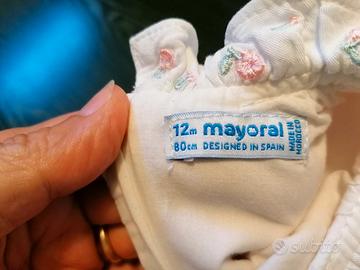 12m mayoral
80cm DESIGNED IN SPAIN
MADE IN
MOROCCO
subito